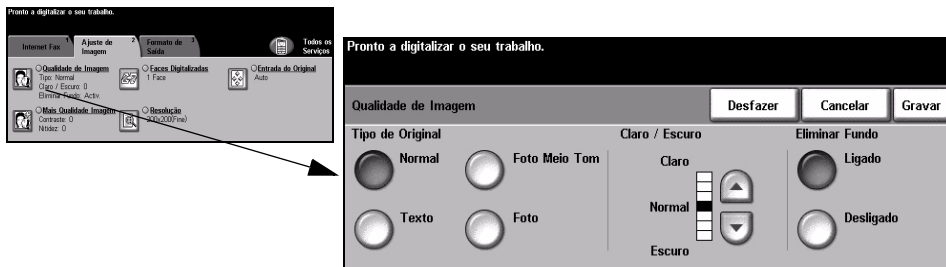 Pronto a digitalizar o seu trabalho.
Internet Fax 1
Ajuste de Imagem 2
Formato de Saída 3
Todos os Serviços
Qualidade de Imagem
Tipo: Normal
Claro / Escuro: 0
Eliminar Fundo: Activ.
Faces Digitalizadas
1 Face
Entrada do Original
Auto
Mais Qualidade Imagem
Contraste: 0
Nitidez: 0
Resolução
200x200(Fine)
Pronto a digitalizar o seu trabalho.
Qualidade de Imagem
Desfazer
Cancelar
Gravar
Tipo de Original
Claro / Escuro
Eliminar Fundo
Normal
Foto Meio Tom
Claro
Ligado
Normal
Texto
Foto
Desligado
Escuro